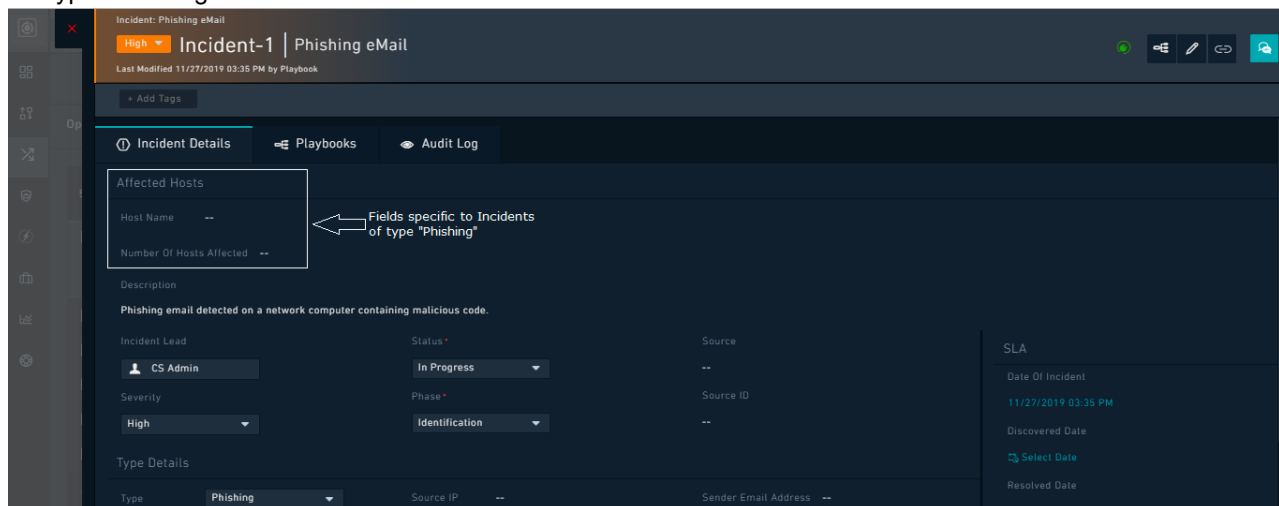 Incident: Phishing eMail
High Incident-1 | Phishing eMail
Last Modified 11/27/2019 03:35 PM by Playbook
+ Add Tags
Op
Incident Details Playbooks Audit Log
Affected Hosts
Host Name --
Number Of Hosts Affected --
Fields specific to Incidents
of type "Phishing"
Description
Phishing email detected on a network computer containing malicious code.
Incident Lead Status* Source
CS Admin In Progress --
Severity Phase* Source ID
High Identification --
SLA
Date Of Incident
11/27/2019 03:35 PM
Discovered Date
Select Date
Resolved Date
Type Details
Type Phishing Source IP -- Sender Email Address --